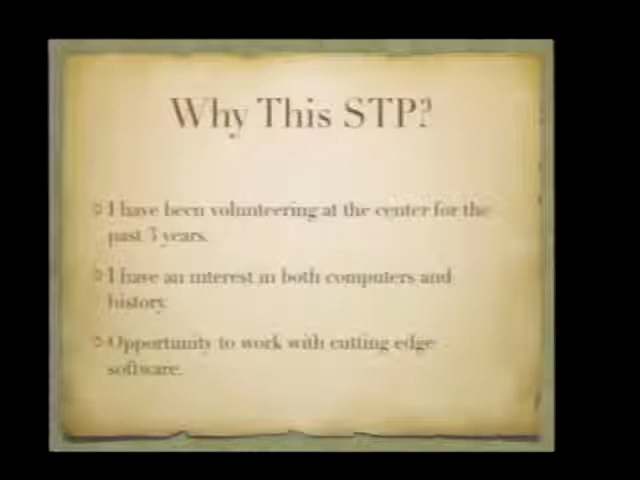 Why This STP?
I have been volunteering at the center for the
past 3 years.
I have an interest in both computers and
history.
Opportunity to work with cutting edge
software.